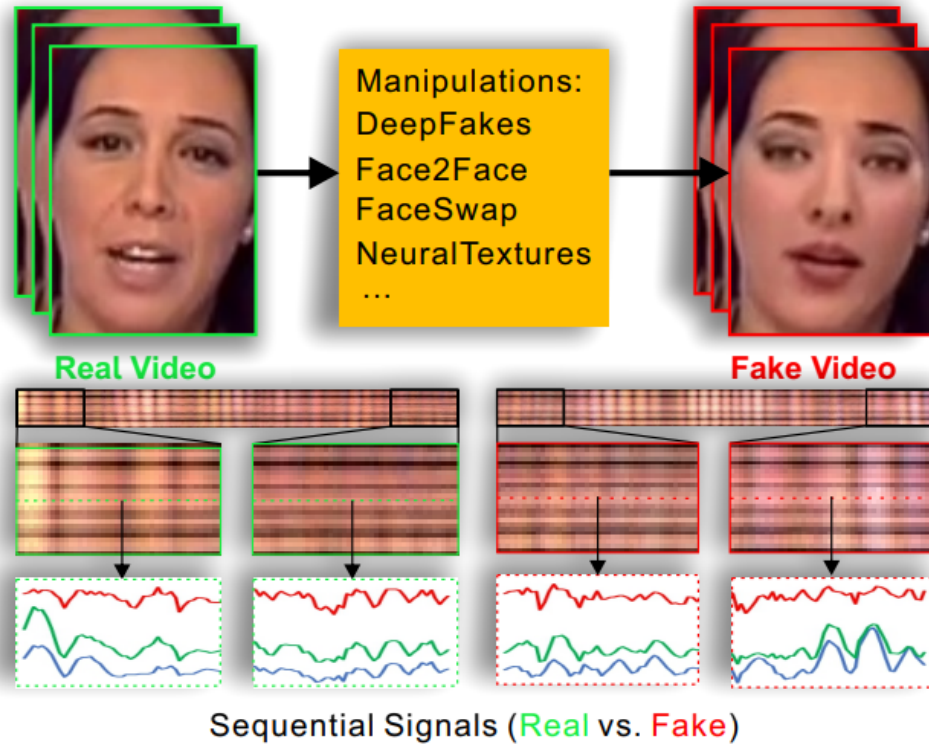 Manipulations:
DeepFakes
Face2Face
FaceSwap
NeuralTextures
...
Real Video
Fake Video
Sequential Signals (Real vs. Fake)